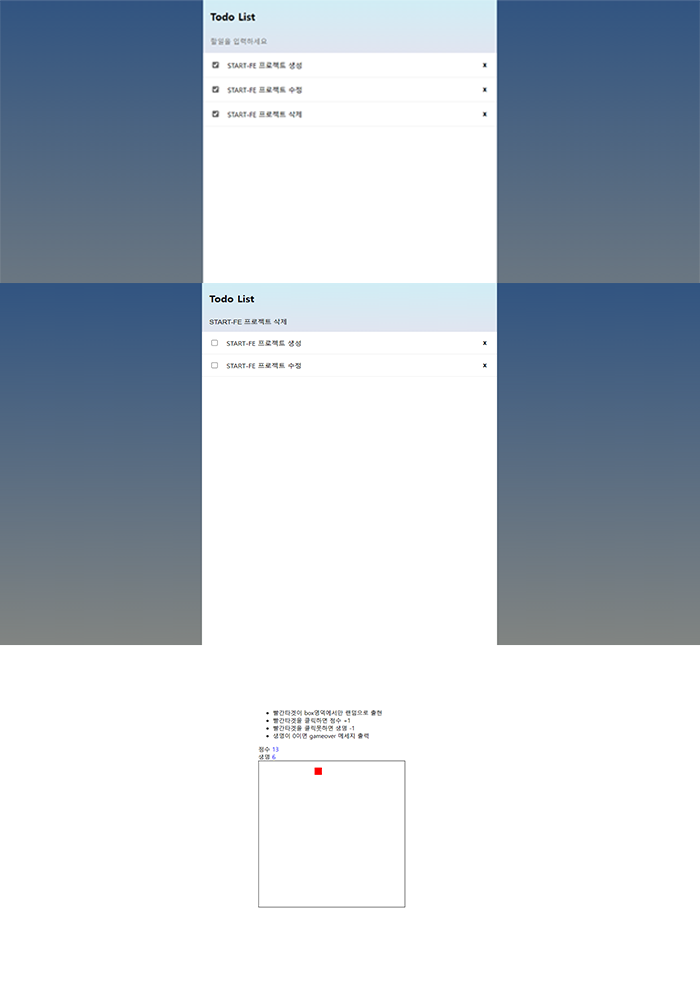 Todo List
할일을 입력하세요
START-FE 프로젝트 생성 x
START-FE 프로젝트 수정 x
START-FE 프로젝트 삭제 x
Todo List
START-FE 프로젝트 삭제
START-FE 프로젝트 생성 x
START-FE 프로젝트 수정 x
빨간타겟이 box영역에서만 랜덤으로 출현
빨간타겟을 클릭하면 점수 +1
빨간타겟을 클릭못하면 생명 -1
생명이 0이면 gameover 메세지 출력
점수 13
생명 6